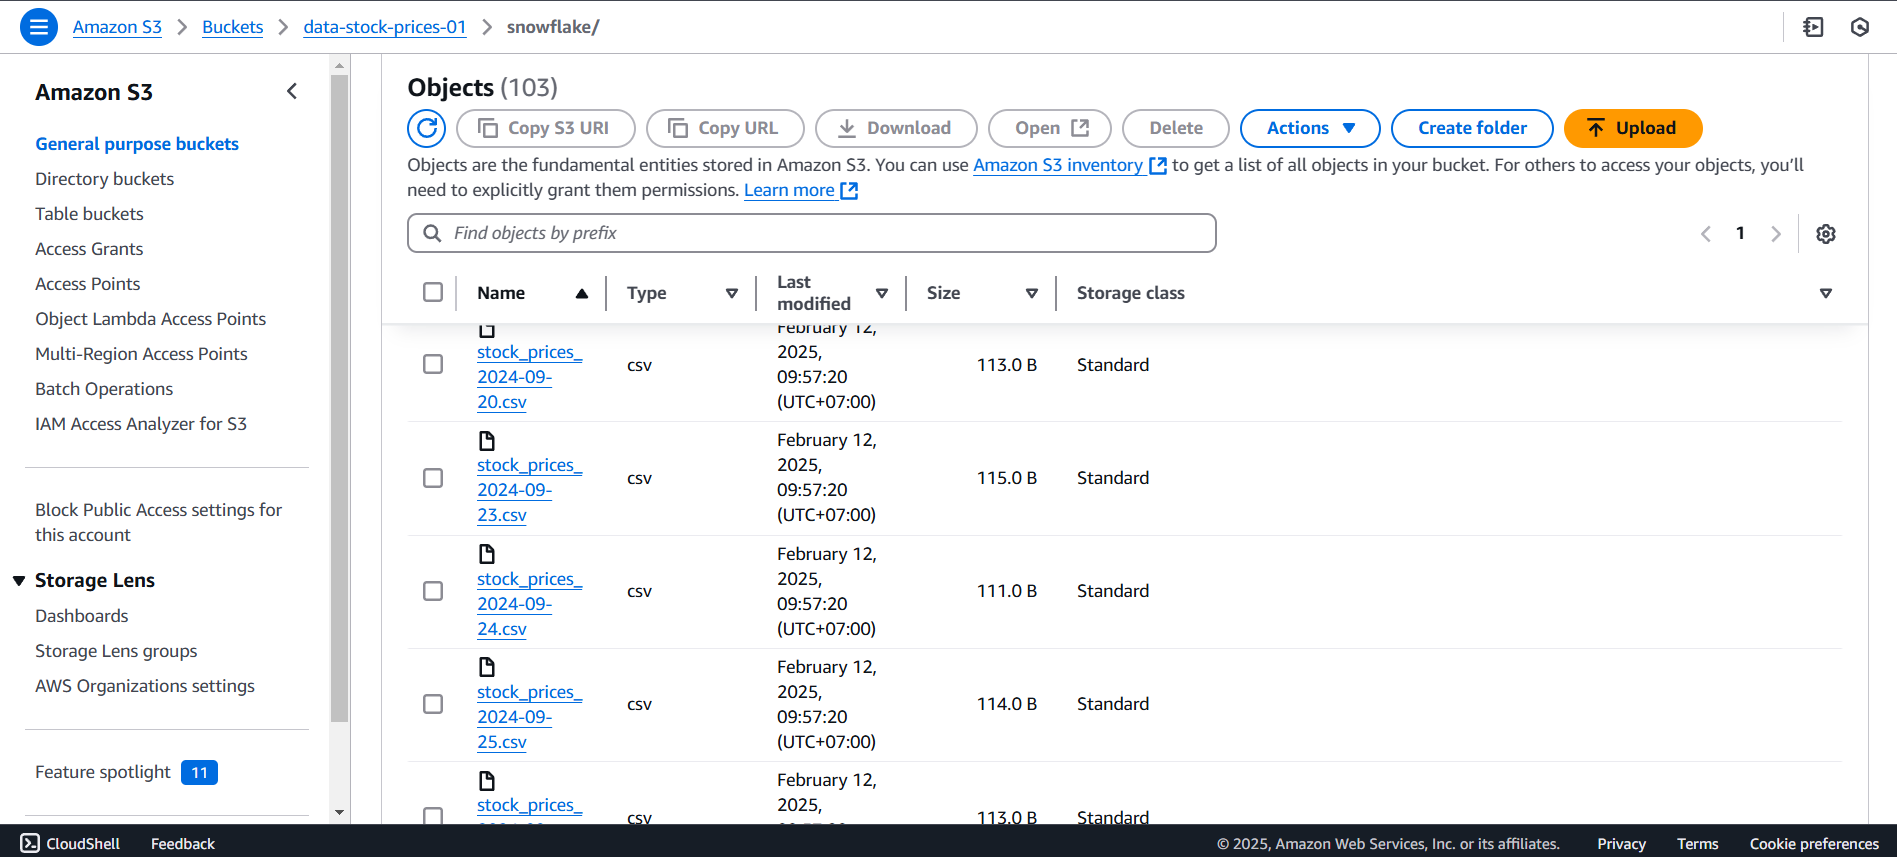 Amazon S3 > Buckets > data-stock-prices-01 > snowflake/
Amazon S3
General purpose buckets
Directory buckets
Table buckets
Access Grants
Access Points
Object Lambda Access Points
Multi-Region Access Points
Batch Operations
IAM Access Analyzer for S3
Block Public Access settings for
this account
Storage Lens
Dashboards
Storage Lens groups
AWS Organizations settings
Feature spotlight 11
Objects (103)
Copy S3 URI Copy URL Download Open Delete Actions Create folder Upload
Objects are the fundamental entities stored in Amazon S3. You can use Amazon S3 inventory to get a list of all objects in your bucket. For others to access your objects, you’ll
need to explicitly grant them permissions. Learn more
Find objects by prefix
1
Name Type Last modified Size Storage class
February 12,
stock_prices_ 2025,
2024-09- csv 09:57:20 113.0 B Standard
20.csv (UTC+07:00)
February 12,
stock_prices_ 2025,
2024-09- csv 09:57:20 115.0 B Standard
23.csv (UTC+07:00)
February 12,
stock_prices_ 2025,
2024-09- csv 09:57:20 111.0 B Standard
24.csv (UTC+07:00)
February 12,
stock_prices_ 2025,
2024-09- csv 09:57:20 114.0 B Standard
25.csv (UTC+07:00)
February 12,
stock_prices_ 2025,
csv 113.0 B Standard
CloudShell Feedback © 2025, Amazon Web Services, Inc. or its affiliates. Privacy Terms Cookie preferences